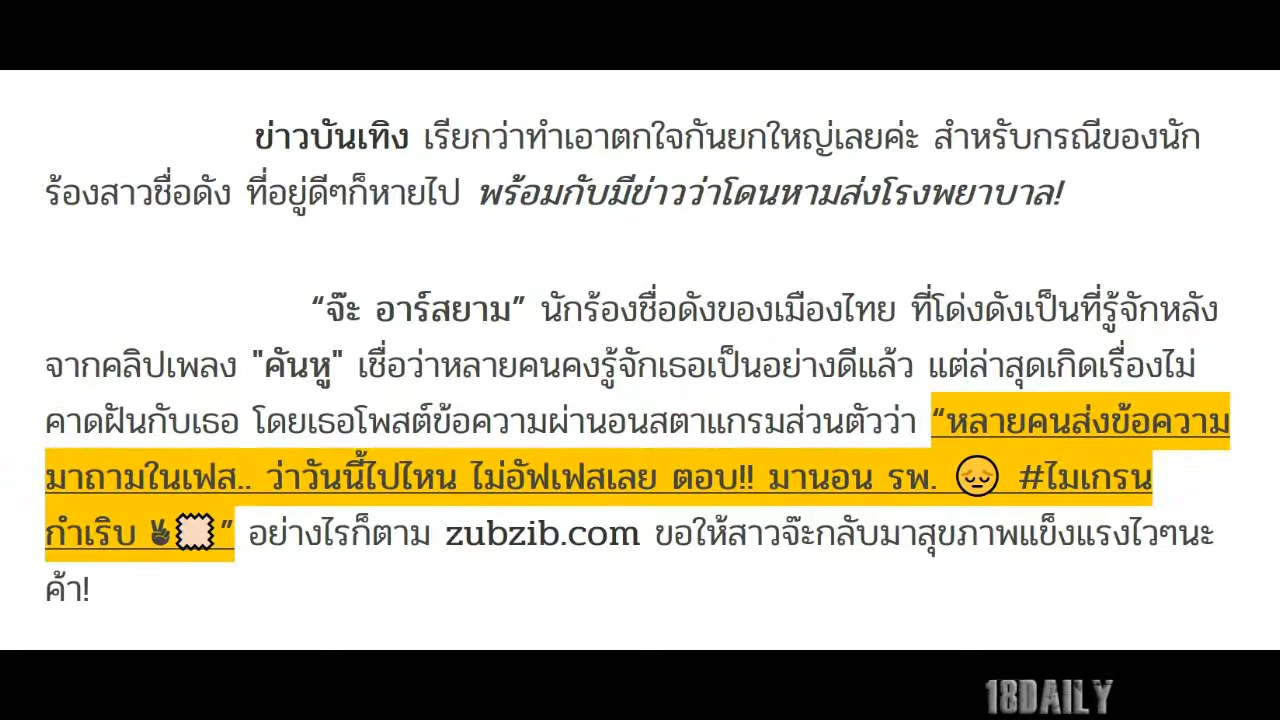 ข่าวบันเทิง เรียกว่าทำเอาตกใจกันยกใหญ่เลยค่ะ สำหรับกรณีของนัก
ร้องสาวชื่อดัง ที่อยู่ดีๆก็หายไป พร้อมกับมีข่าวว่าโดนหามส่งโรงพยาบาล!
“จ๊ะ อาร์สยาม” นักร้องชื่อดังของเมืองไทย ที่โด่งดังเป็นที่รู้จักหลัง
จากคลิปเพลง "คันหู" เชื่อว่าหลายคนคงรู้จักเธอเป็นอย่างดีแล้ว แต่ล่าสุดเกิดเรื่องไม่
คาดฝันกับเธอ โดยเธอโพสต์ข้อความผ่านอนสตาแกรมส่วนตัวว่า “หลายคนส่งข้อความ
มาถามในเฟส.. ว่าวันนี้ไปไหน ไม่อัฟเฟสเลย ตอบ!! มานอน รพ. 😔 #ไมเกรน
กำเริบ ✌🏻” อย่างไรก็ตาม zubzib.com ขอให้สาวจ๊ะกลับมาสุขภาพแข็งแรงไวๆนะ
ค้า!
18DAILY